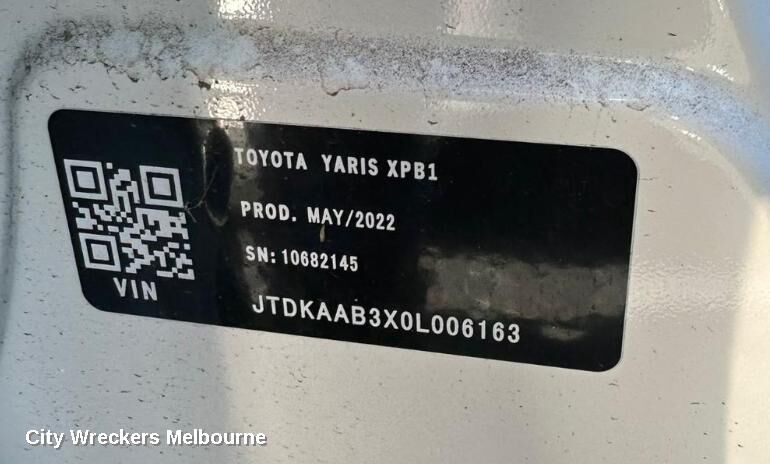 TOYOTA YARIS XPB1
PROD. MAY/2022
SN: 10682145
VIN
JTDKAAB3X0L006163
City Wreckers Melbourne